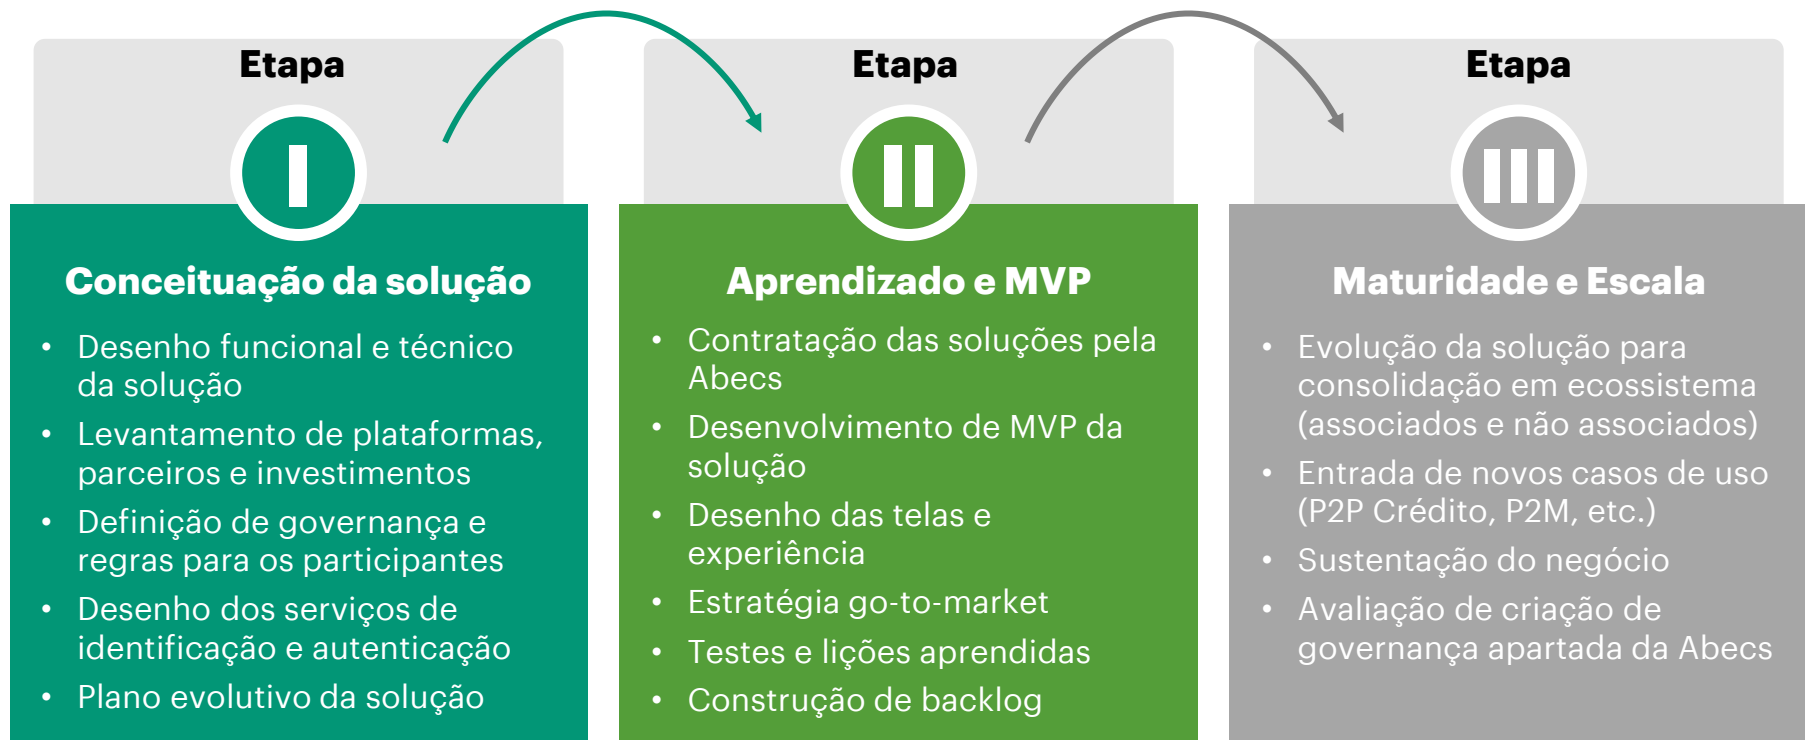 Etapa
I
Conceituação da solução
• Desenho funcional e técnico
da solução
• Levantamento de plataformas,
parceiros e investimentos
• Definição de governança e
regras para os participantes
• Desenho dos serviços de
identificação e autenticação
• Plano evolutivo da solução
Etapa
II
Aprendizado e MVP
• Contratação das soluções pela
Abecs
• Desenvolvimento de MVP da
solução
• Desenho das telas e
experiência
• Estratégia go-to-market
• Testes e lições aprendidas
• Construção de backlog
Etapa
III
Maturidade e Escala
• Evolução da solução para
consolidação em ecossistema
(associados e não associados)
• Entrada de novos casos de uso
(P2P Crédito, P2M, etc.)
• Sustentação do negócio
• Avaliação de criação de
governança apartada da Abecs